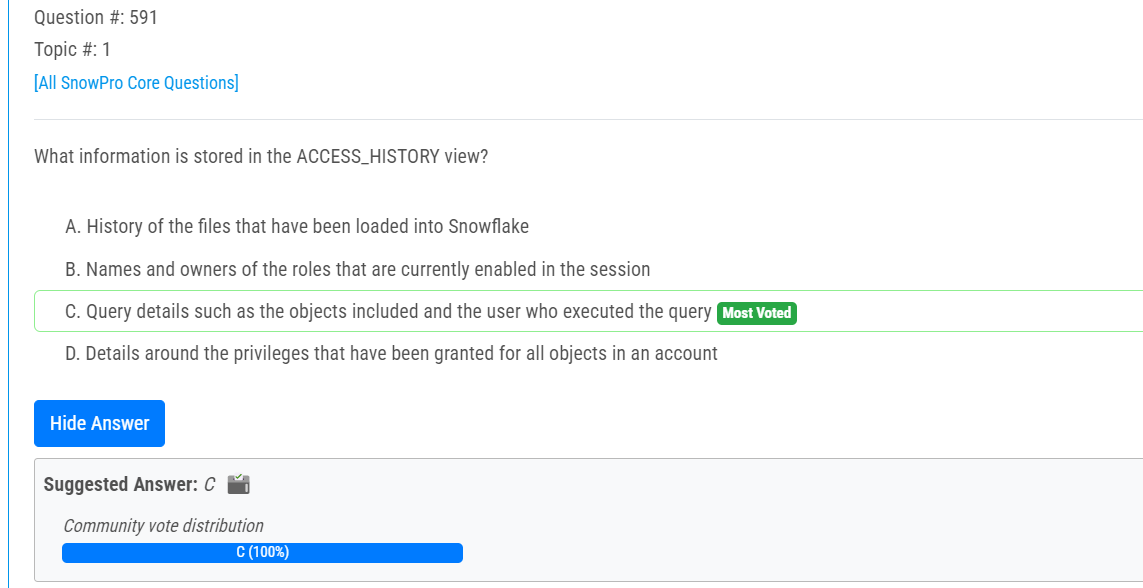 Question #: 591
Topic #: 1
[All SnowPro Core Questions]
What information is stored in the ACCESS_HISTORY view?
A. History of the files that have been loaded into Snowflake
B. Names and owners of the roles that are currently enabled in the session
C. Query details such as the objects included and the user who executed the query Most Voted
D. Details around the privileges that have been granted for all objects in an account
Hide Answer
Suggested Answer: C
Community vote distribution
C (100%)